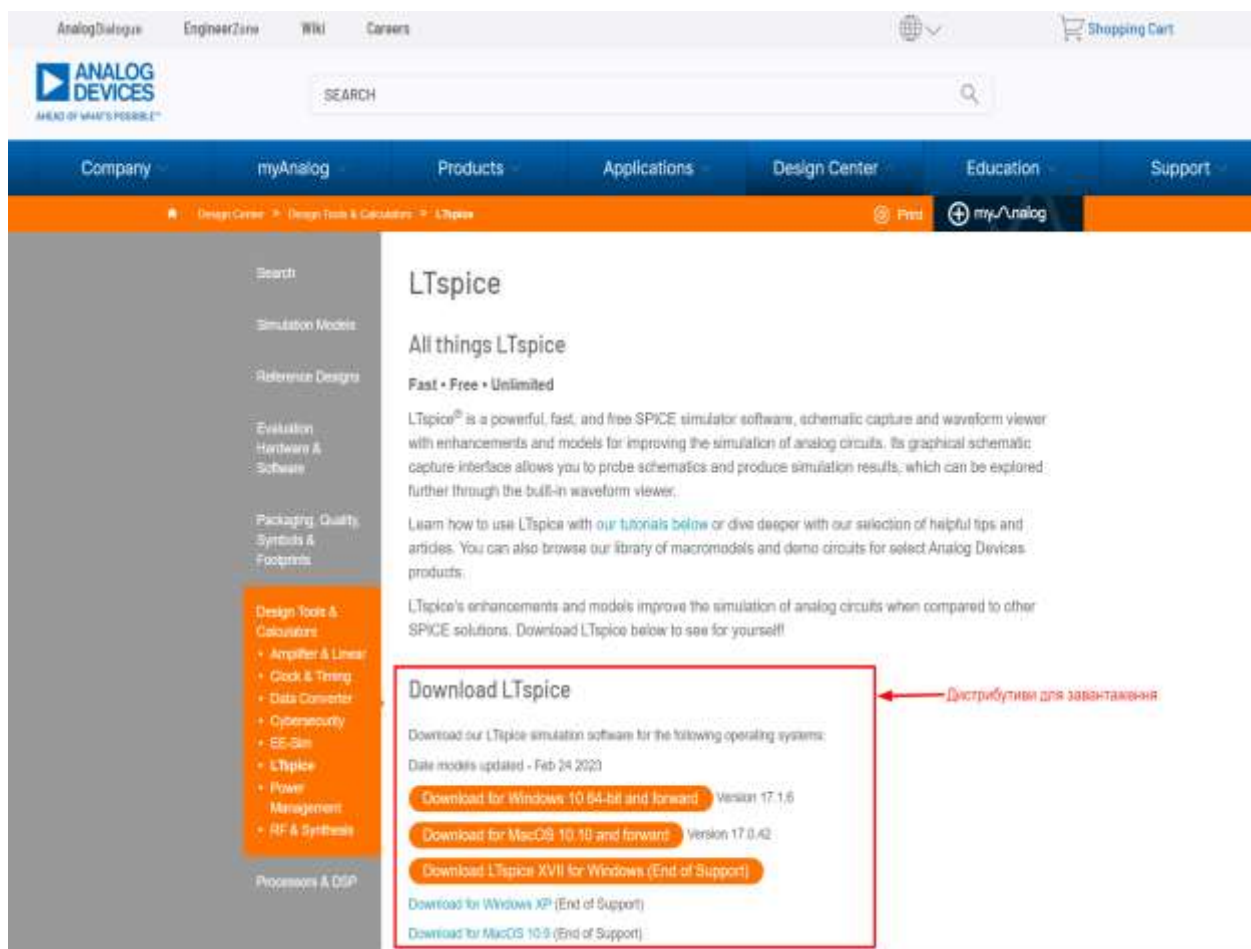 AnalogDialogue EngineerZone Wiki Careers Shopping Cart
ANALOG
DEVICES
AHEAD OF WHAT'S POSSIBLE™
SEARCH
Company myAnalog Products Applications Design Center Education Support
Design Center > Design Tools & Calculators > LTspice Print myAnalog
Search
Simulation Models
Reference Designs
Evaluation
Hardware &
Software
Packaging, Quality,
Symbols &
Footprints
Design Tools &
Calculators
• Amplifier & Linear
• Clock & Timing
• Data Converter
• Cybersecurity
• EE-Sim
• LTspice
• Power
Management
• RF & Synthesis
Processors & DSP
LTspice
All things LTspice
Fast • Free • Unlimited
LTspice® is a powerful, fast, and free SPICE simulator software, schematic capture and waveform viewer
with enhancements and models for improving the simulation of analog circuits. Its graphical schematic
capture interface allows you to probe schematics and produce simulation results, which can be explored
further through the built-in waveform viewer.
Learn how to use LTspice with our tutorials below or dive deeper with our selection of helpful tips and
articles. You can also browse our library of macromodels and demo circuits for select Analog Devices
products.
LTspice's enhancements and models improve the simulation of analog circuits when compared to other
SPICE solutions. Download LTspice below to see for yourself!
Download LTspice
Download our LTspice simulation software for the following operating systems:
Date models updated - Feb 24 2023
Download for Windows 10 64-bit and forward Version 17.1.6
Download for MacOS 10.10 and forward Version 17.0.42
Download LTspice XVII for Windows (End of Support)
Download for Windows XP (End of Support)
Download for MacOS 10.9 (End of Support)
Дистрибутиви для завантаження